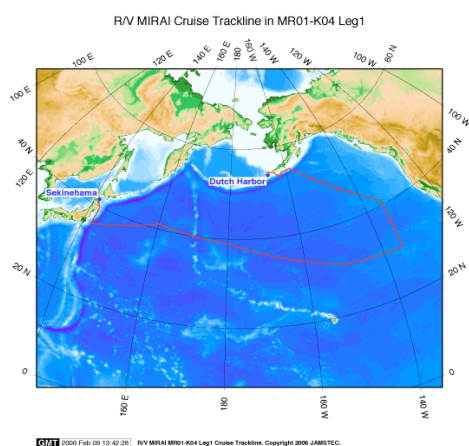 R/V MIRAI Cruise Trackline in MR01-K04 Leg1
100 E
120 E
140 E
160 E
180
160 W
140 W
120 W
100 W
60 N
100 E
100 W
40 N
40 N
120 E
120 W
Sekinehama
Dutch Harbor
20 N
20 N
0
0
160 E
180
160 W
140 W
GMT 2006 Feb 09 13:42:28 R/V MIRAI MR01-K04 Leg1 Cruise Trackline. Copyright 2006 JAMSTEC.